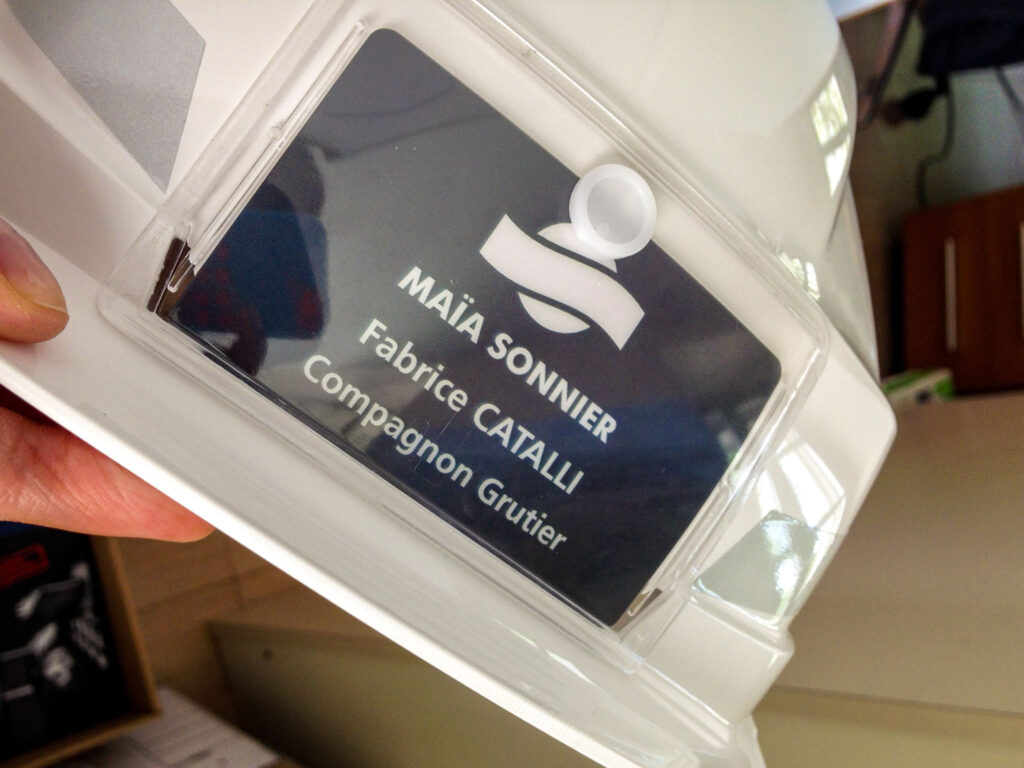 MAÏA SONNIER
Fabrice CATALLI
Compagnon Grutier